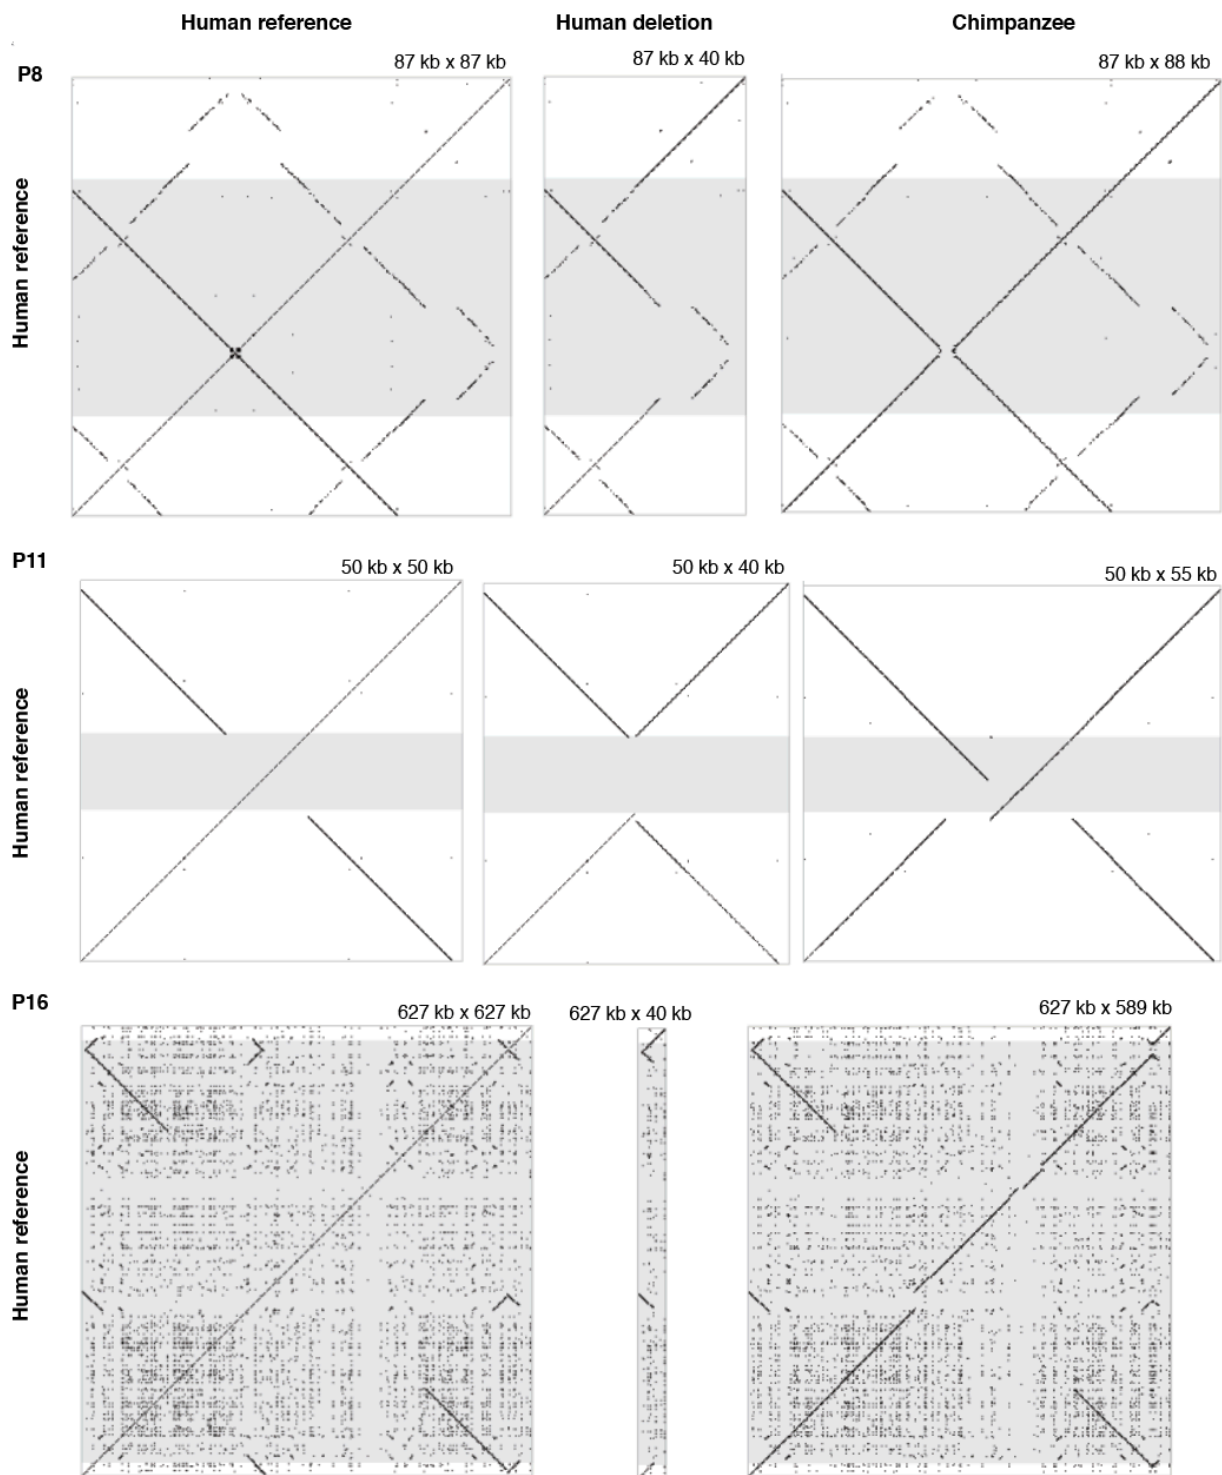 Human reference
Human deletion
Chimpanzee
P8
87 kb x 87 kb
87 kb x 40 kb
87 kb x 88 kb
Human reference
P11
50 kb x 50 kb
50 kb x 40 kb
50 kb x 55 kb
Human reference
P16
627 kb x 627 kb
627 kb x 40 kb
627 kb x 589 kb
Human reference